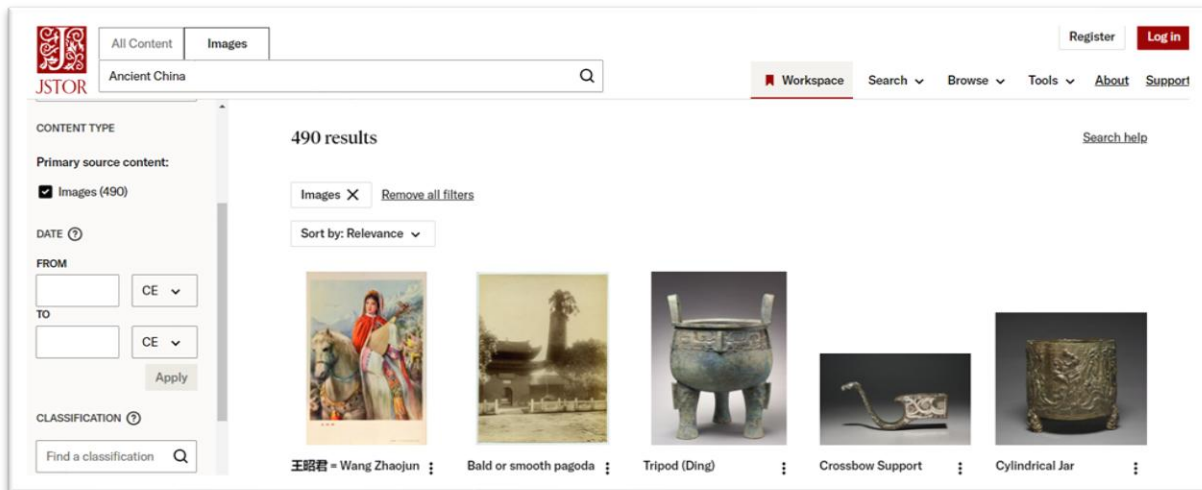 All Content
Images
Register
Log in
JSTOR
Ancient China
Workspace
Search
Browse
Tools
About
Support
CONTENT TYPE
Primary source content:
Images (490)
DATE ?
FROM
CE
TO
CE
Apply
CLASSIFICATION ?
Find a classification
490 results
Search help
Images
Remove all filters
Sort by: Relevance
王昭君 = Wang Zhaojun
Bald or smooth pagoda
Tripod (Ding)
Crossbow Support
Cylindrical Jar